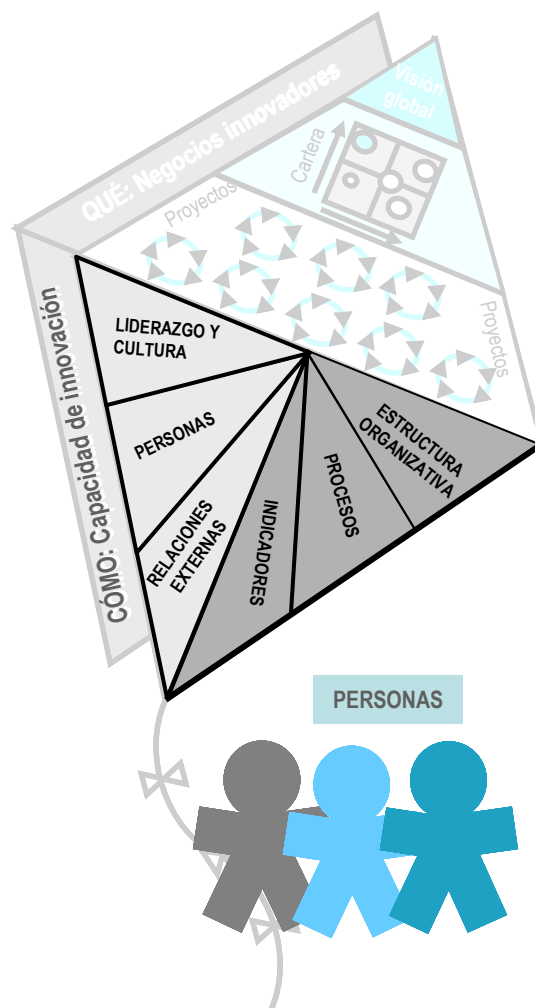 Visión
global
QUÉ: Negocios innovadores
Cartera
Proyectos
Proyectos
CÓMO: Capacidad de innovación
LIDERAZGO Y
CULTURA
PERSONAS
RELACIONES
EXTERNAS
INDICADORES
PROCESOS
ESTRUCTURA
ORGANIZATIVA
PERSONAS